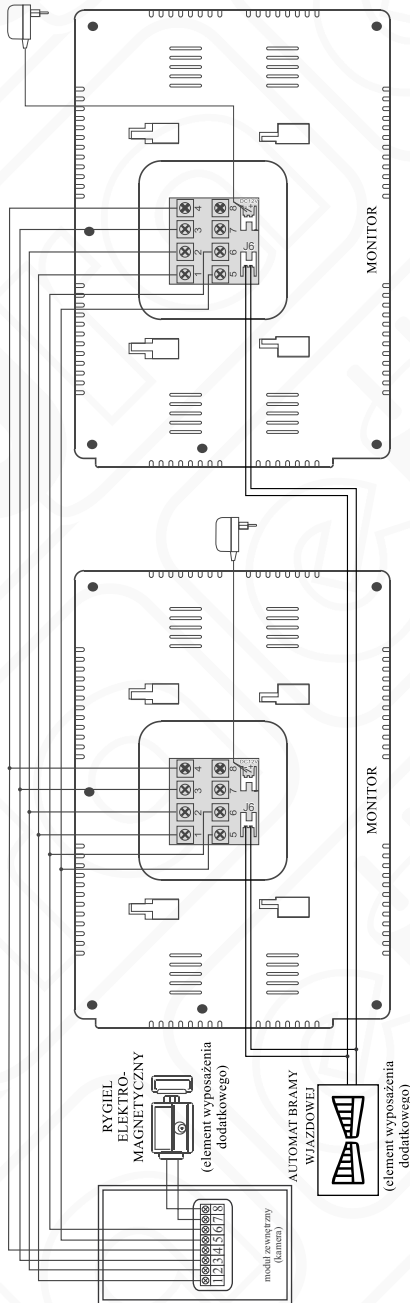 DC12V
4
3
2
1
8
7
6
5
J6
MONITOR
DC12V
4
3
2
1
8
7
6
5
J6
MONITOR
RYGIEL
ELEKTRO-
MAGNETYCZNY
(element wyposażenia
dodatkowego)
AUTOMAT BRAMY
WJAZDOWEJ
(element wyposażenia
dodatkowego)
1 2 3 4 5 6 7 8
moduł zewnętrzny
(kamera)